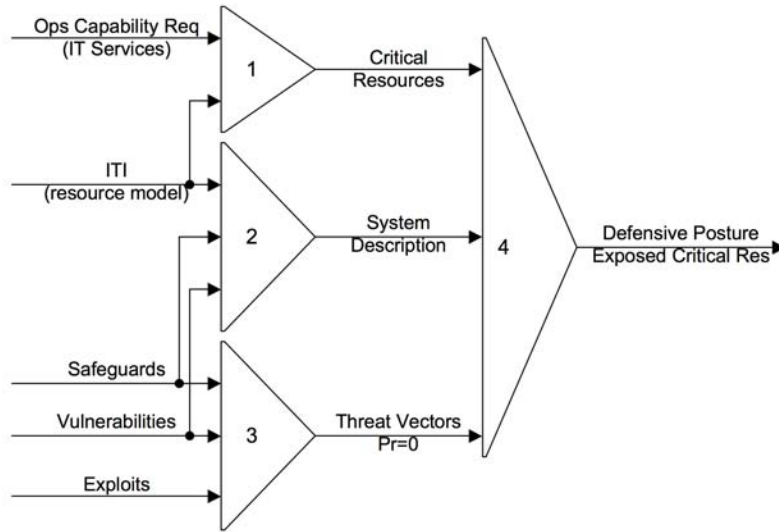 Ops Capability Req
(IT Services)
1
Critical
Resources
ITI
(resource model)
2
System
Description
4
Defensive Posture
Exposed Critical Res
Safeguards
Vulnerabilities
3
Threat Vectors
Pr=0
Exploits